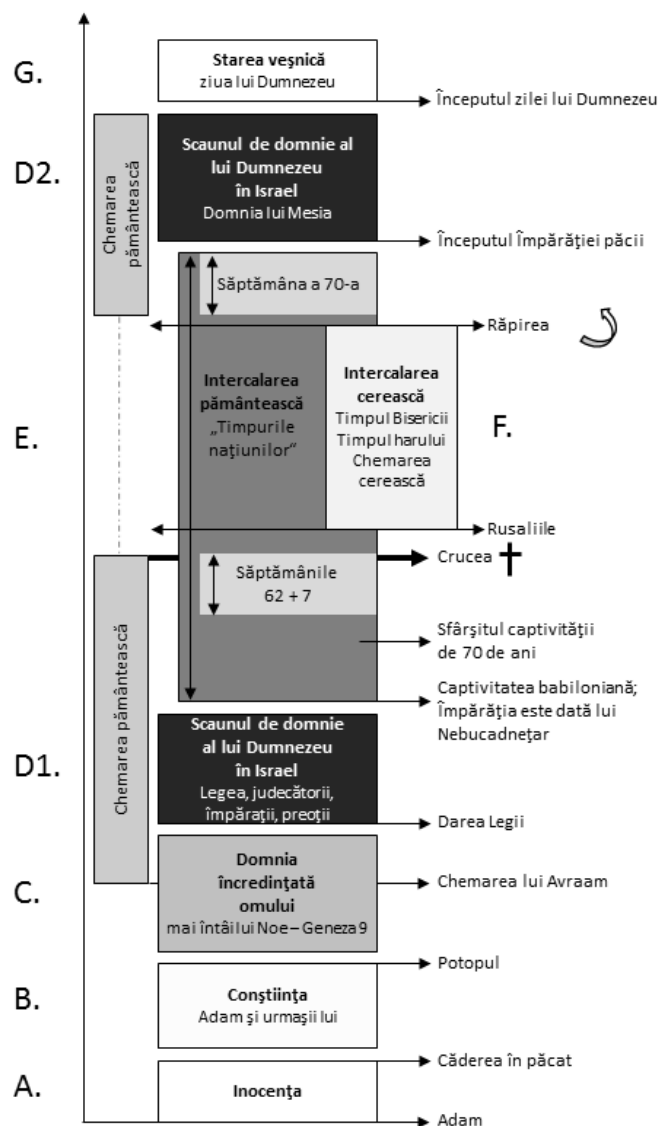 G.
Starea veşnică
ziua lui Dumnezeu
Începutul zilei lui Dumnezeu
D2.
Chemarea
pământească
Scaunul de domnie al
lui Dumnezeu
în Israel
Domnia lui Mesia
Începutul Împărăţiei păcii
Săptămâna a 70-a
Răpirea
E.
Intercalarea
pământească
„Timpurile
naţiunilor“
Intercalarea
cerească
Timpul Bisericii
Timpul harului
Chemarea
cerească
F.
Rusaliile
Crucea
Săptămânile
62 + 7
Sfârşitul captivităţii
de 70 de ani
Captivitatea babiloniană;
Împărăţia este dată lui
Nebucadneţar
D1.
Chemarea pământească
Scaunul de domnie
al lui Dumnezeu
în Israel
Legea, judecătorii,
împăraţii, preoţii
Darea Legii
C.
Domnia
încredinţată
omului
mai întâi lui Noe – Geneza 9
Chemarea lui Avraam
Potopul
B.
Conştiinţa
Adam şi urmaşii lui
Căderea în păcat
A.
Inocenţa
Adam